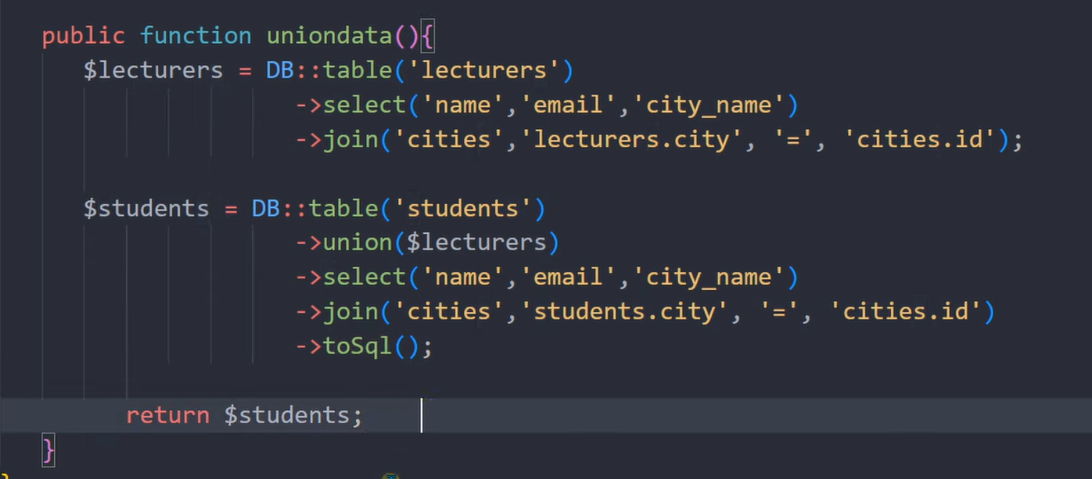 public function uniondata(){
$lecturers = DB::table('lecturers')
->select('name','email','city_name')
->join('cities','lecturers.city', '=', 'cities.id');
$students = DB::table('students')
->union($lecturers)
->select('name','email','city_name')
->join('cities','students.city', '=', 'cities.id')
->toSql();
return $students;
}
}